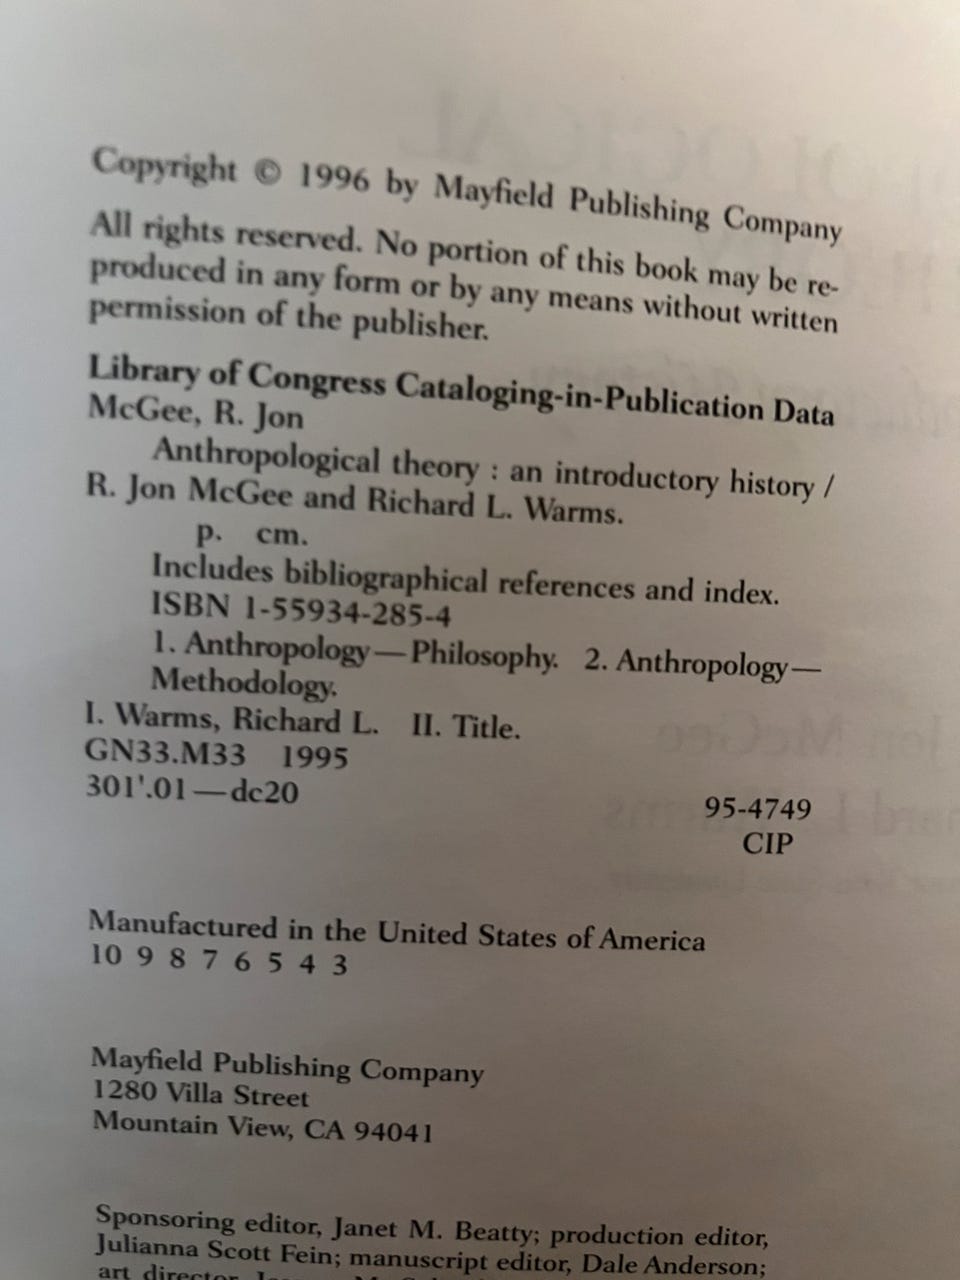 Copyright © 1996 by Mayfield Publishing Company
All rights reserved. No portion of this book may be re-
produced in any form or by any means without written
permission of the publisher.
Library of Congress Cataloging-in-Publication Data
McGee, R. Jon
Anthropological theory : an introductory history /
R. Jon McGee and Richard L. Warms.
p. cm.
Includes bibliographical references and index.
ISBN 1-55934-285-4
1. Anthropology—Philosophy. 2. Anthropology—
Methodology.
I. Warms, Richard L. II. Title.
GN33.M33 1995
301'.01—dc20
95-4749
CIP
Manufactured in the United States of America
10 9 8 7 6 5 4 3
Mayfield Publishing Company
1280 Villa Street
Mountain View, CA 94041
Sponsoring editor, Janet M. Beatty; production editor,
Julianna Scott Fein; manuscript editor, Dale Anderson;
art director,